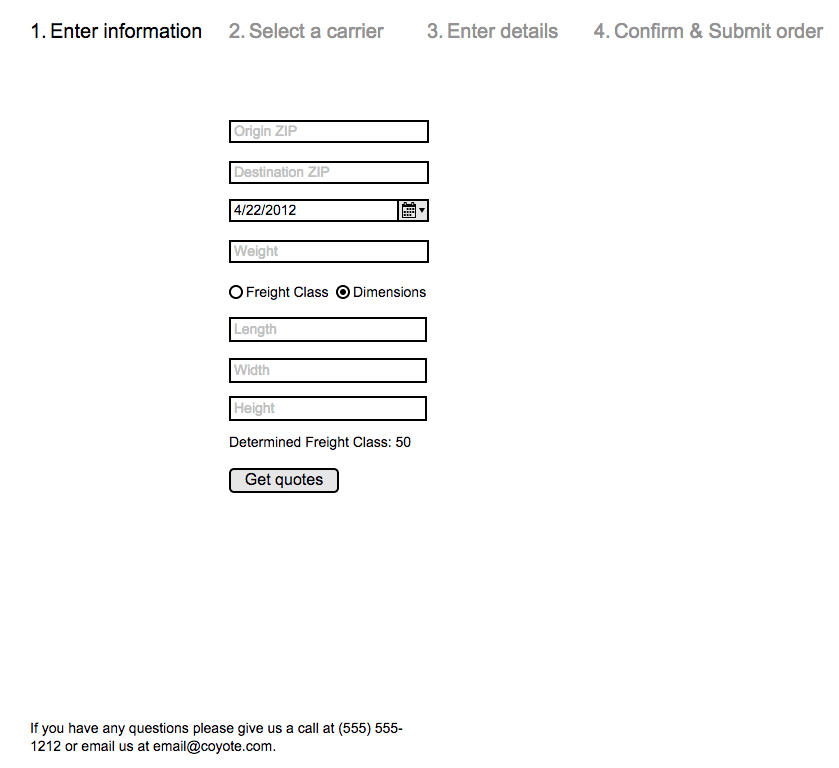 1. Enter information 2. Select a carrier 3. Enter details 4. Confirm & Submit order
Origin ZIP
Destination ZIP
4/22/2012
Weight
Freight Class Dimensions
Length
Width
Height
Determined Freight Class: 50
Get quotes
If you have any questions please give us a call at (555) 555-
1212 or email us at email@coyote.com.